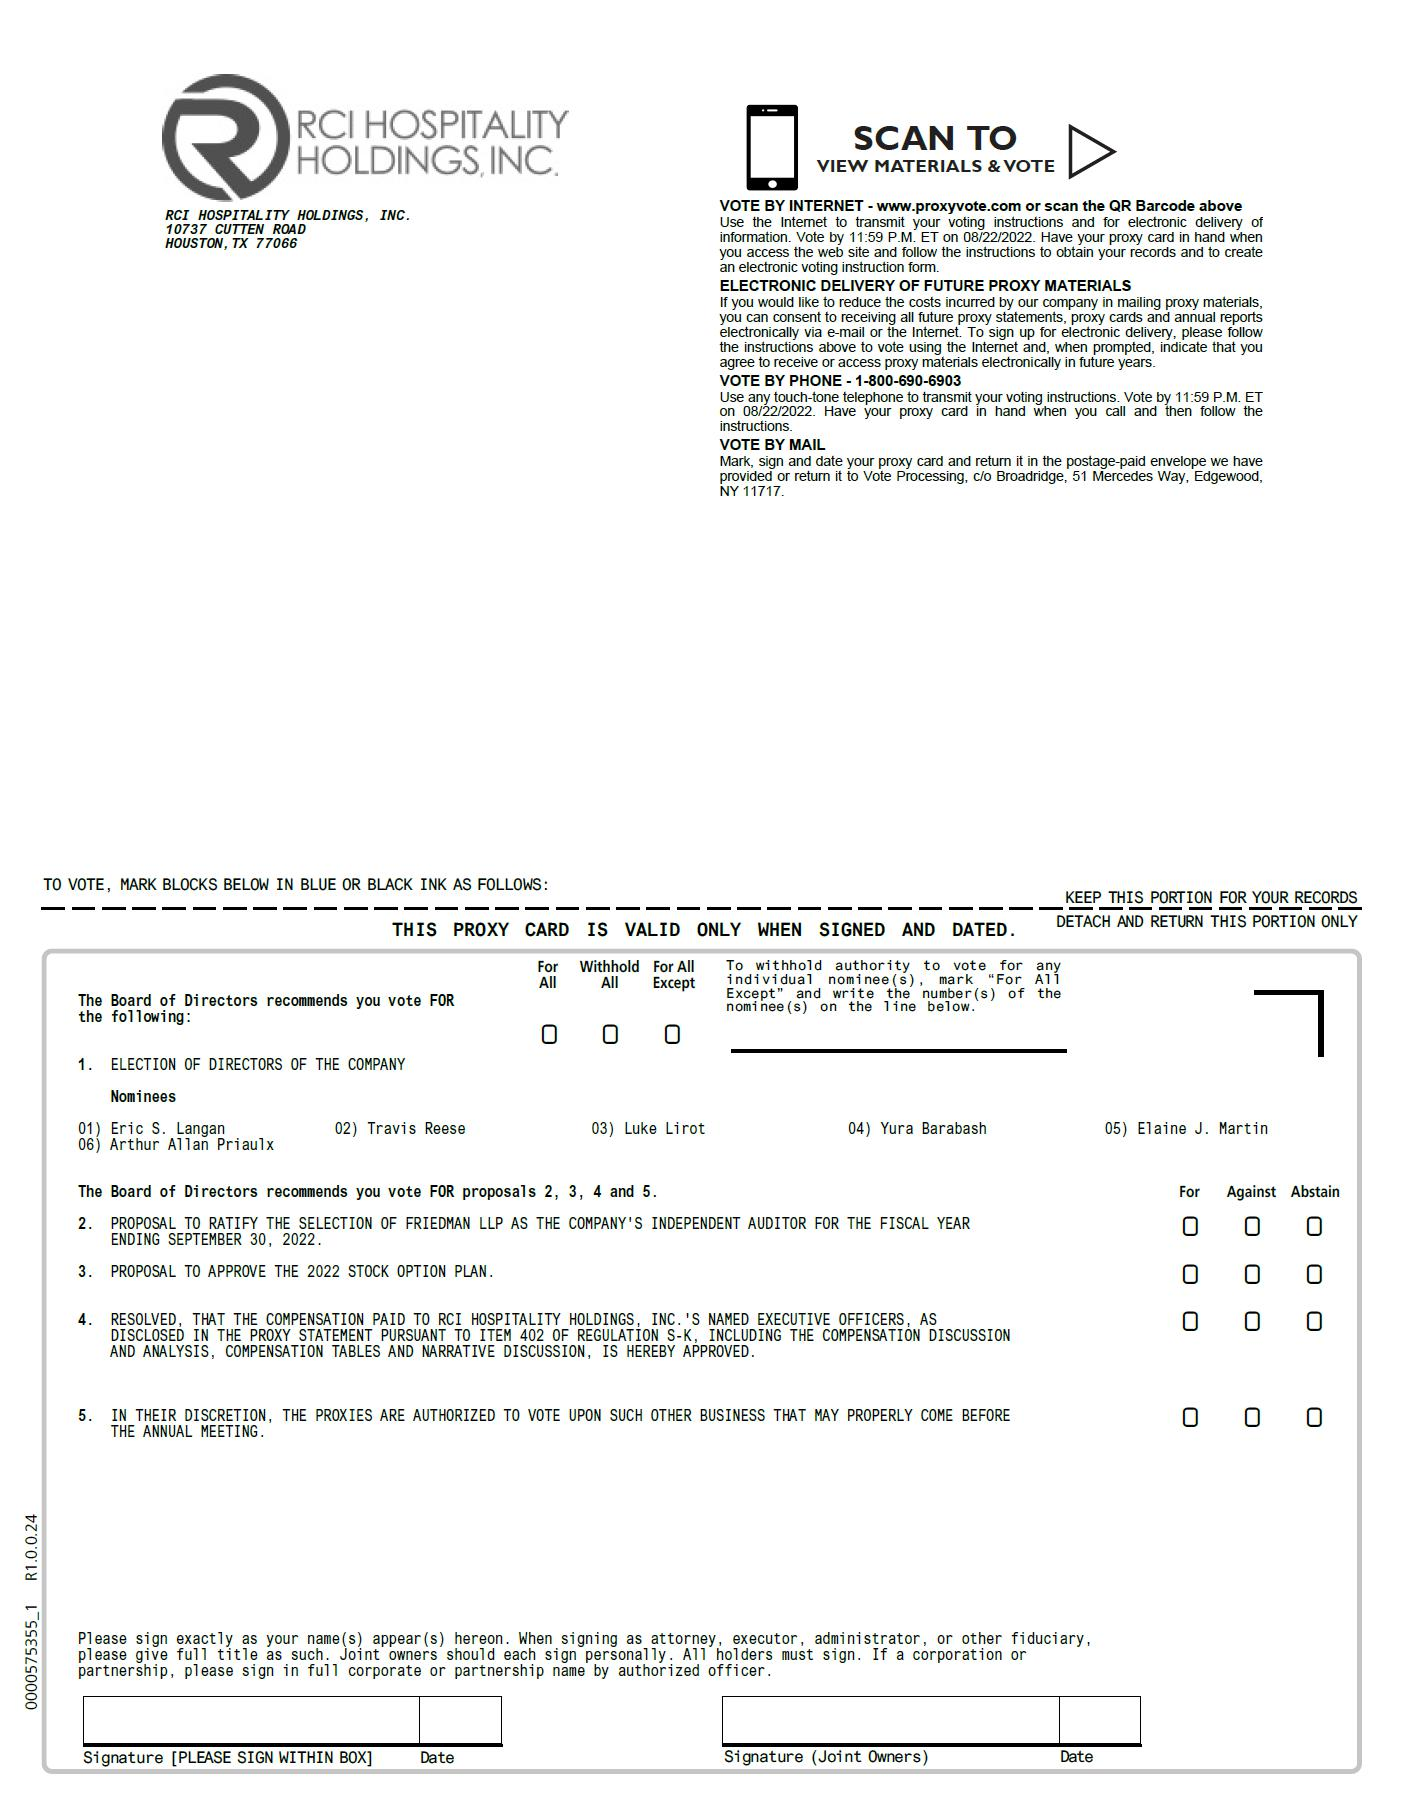 RCI HOSPITALITY
HOLDINGS, INC.
RCI HOSPITALITY HOLDINGS, INC.
10737 CUTTEN ROAD
HOUSTON, TX 77066
SCAN TO
VIEW MATERIALS & VOTE
VOTE BY INTERNET - www.proxyvote.com or scan the QR Barcode above
Use the Internet to transmit your voting instructions and for electronic delivery of
information. Vote by 11:59 P.M. ET on 08/22/2022. Have your proxy card in hand when
you access the web site and follow the instructions to obtain your records and to create
an electronic voting instruction form.
ELECTRONIC DELIVERY OF FUTURE PROXY MATERIALS
If you would like to reduce the costs incurred by our company in mailing proxy materials,
you can consent to receiving all future proxy statements, proxy cards and annual reports
electronically via e-mail or the Internet. To sign up for electronic delivery, please follow
the instructions above to vote using the Internet and, when prompted, indicate that you
agree to receive or access proxy materials electronically in future years.
VOTE BY PHONE - 1-800-690-6903
Use any touch-tone telephone to transmit your voting instructions. Vote by 11:59 P.M. ET
on 08/22/2022. Have your proxy card in hand when you call and then follow the
instructions.
VOTE BY MAIL
Mark, sign and date your proxy card and return it in the postage-paid envelope we have
provided or return it to Vote Processing, c/o Broadridge, 51 Mercedes Way, Edgewood,
NY 11717.
TO VOTE, MARK BLOCKS BELOW IN BLUE OR BLACK INK AS FOLLOWS:
KEEP THIS PORTION FOR YOUR RECORDS
DETACH AND RETURN THIS PORTION ONLY
THIS PROXY CARD IS VALID ONLY WHEN SIGNED AND DATED.
The Board of Directors recommends you vote FOR
the following:
For All
Withhold All
For All Except
To withhold authority to vote for any
individual nominee(s), mark "For All
Except" and write the number(s) of the
nominee(s) on the line below.
1. ELECTION OF DIRECTORS OF THE COMPANY
Nominees
01) Eric S. Langan 02) Travis Reese 03) Luke Lirot 04) Yura Barabash 05) Elaine J. Martin
06) Arthur Allan Priaulx
The Board of Directors recommends you vote FOR proposals 2, 3, 4 and 5. For Against Abstain
2. PROPOSAL TO RATIFY THE SELECTION OF FRIEDMAN LLP AS THE COMPANY'S INDEPENDENT AUDITOR FOR THE FISCAL YEAR
ENDING SEPTEMBER 30, 2022.
3. PROPOSAL TO APPROVE THE 2022 STOCK OPTION PLAN.
4. RESOLVED, THAT THE COMPENSATION PAID TO RCI HOSPITALITY HOLDINGS, INC.'S NAMED EXECUTIVE OFFICERS, AS
DISCLOSED IN THE PROXY STATEMENT PURSUANT TO ITEM 402 OF REGULATION S-K, INCLUDING THE COMPENSATION DISCUSSION
AND ANALYSIS, COMPENSATION TABLES AND NARRATIVE DISCUSSION, IS HEREBY APPROVED.
5. IN THEIR DISCRETION, THE PROXIES ARE AUTHORIZED TO VOTE UPON SUCH OTHER BUSINESS THAT MAY PROPERLY COME BEFORE
THE ANNUAL MEETING.
0000575355_1 R1.0.0.24
Please sign exactly as your name(s) appear(s) hereon. When signing as attorney, executor, administrator, or other fiduciary,
please give full title as such. Joint owners should each sign personally. All holders must sign. If a corporation or
partnership, please sign in full corporate or partnership name by authorized officer.
Signature [PLEASE SIGN WITHIN BOX] Date Signature (Joint Owners) Date